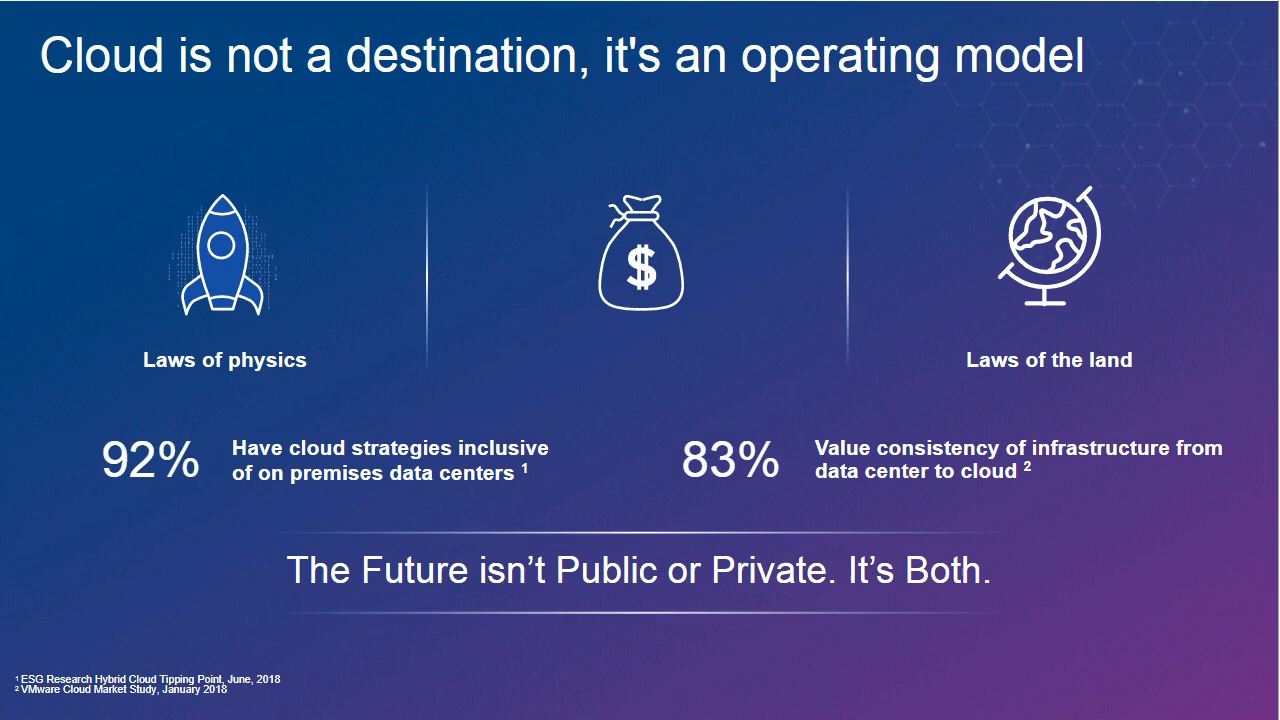 Cloud is not a destination, it's an operating model
$
Laws of physics
Laws of the land
92%
Have cloud strategies inclusive
of on premises data centers 1
83%
Value consistency of infrastructure from
data center to cloud 2
The Future isn’t Public or Private. It’s Both.
1 ESG Research Hybrid Cloud Tipping Point, June, 2018
2 VMware Cloud Market Study, January 2018